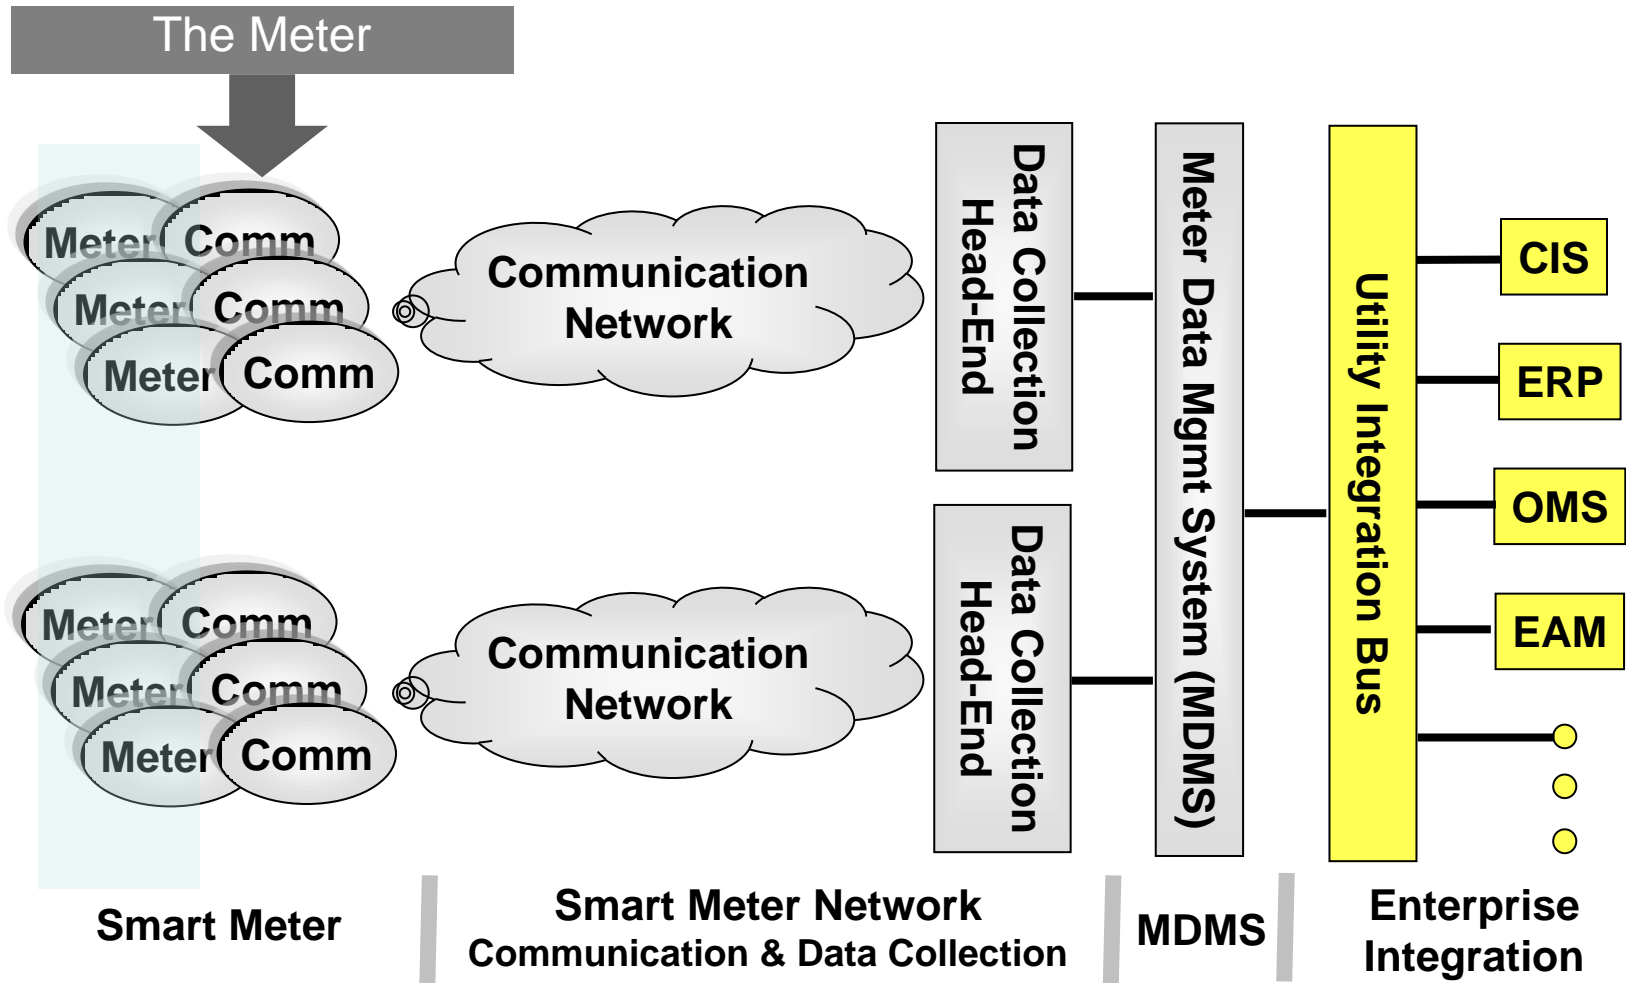 The Meter
Meter Comm
Meter Comm
Meter Comm
Communication
Network
Data Collection
Head-End
Meter Comm
Meter Comm
Meter Comm
Communication
Network
Data Collection
Head-End
Meter Data Mgmt System (MDMS)
Utility Integration Bus
CIS
ERP
OMS
EAM
Smart Meter
Smart Meter Network
Communication & Data Collection
MDMS
Enterprise
Integration